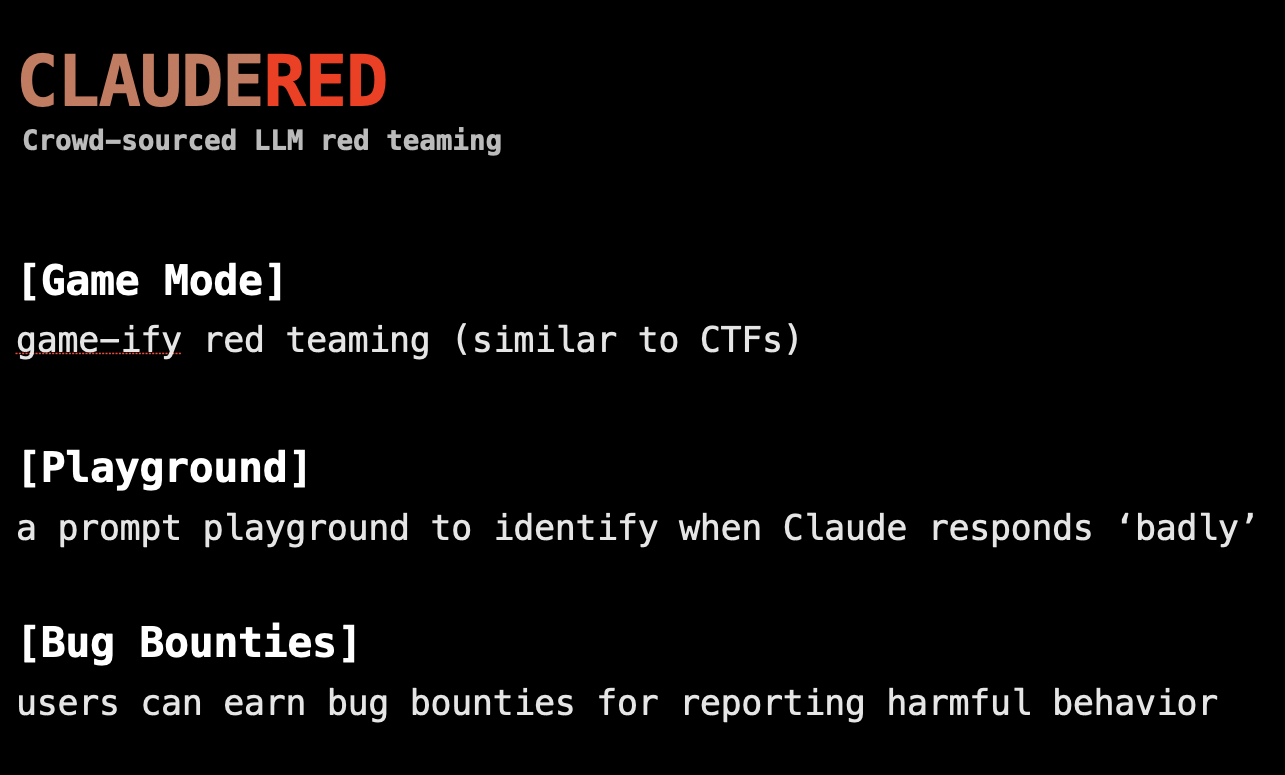 CLAUDERED
Crowd-sourced LLM red teaming
[Game Mode]
game-ify red teaming (similar to CTFs)
[Playground]
a prompt playground to identify when Claude responds ‘badly’
[Bug Bounties]
users can earn bug bounties for reporting harmful behavior